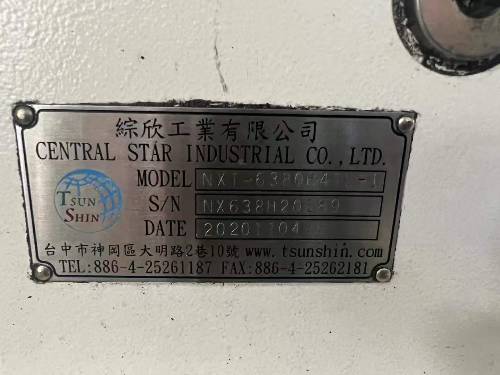 綜欣工業有限公司
CENTRAL STAR INDUSTRIAL CO.,LTD.
TSUN SHIN
MODEL
S/N
DATE
台中市神岡區大明路2巷10號 www.tsunshin.com
TEL:886-4-25261187 FAX:886-4-25262181